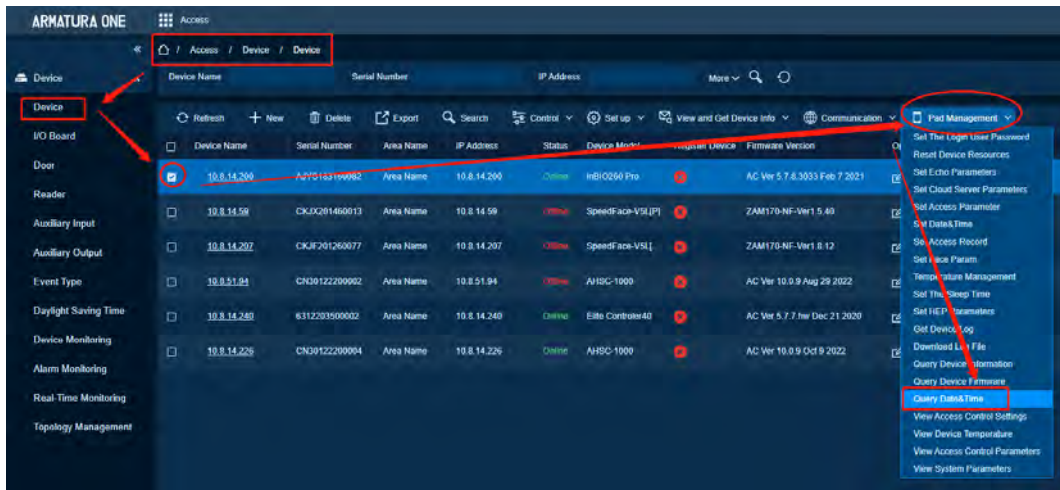 ARMATURA ONE
Access
/ Access / Device / Device
Device
Device Name Serial Number IP Address More
Device
Refresh New Delete Export Search Control Set up View and Get Device Info Communication Pad Management
I/O Board
Device Name Serial Number Area Name IP Address Status Device Model Register Device Firmware Version
Door
10.8.14.200 Area Name 10.8.14.200 Online InBIO260 Pro AC Ver 5.7.8.3033 Feb 7 2021
Reader
10.8.14.59 CKJX201460013 Area Name 10.8.14.59 Offline SpeedFace-V5L[P] ZAM170-NF-Ver1.5.40
Auxiliary Input
Auxiliary Output
10.8.14.207 CKJF201260077 Area Name 10.8.14.207 Offline SpeedFace-V5L[ ZAM170-NF-Ver1.8.12
Event Type
10.8.51.94 CN30122200002 Area Name 10.8.51.94 Offline AHSC-1000 AC Ver 10.0.9 Aug 29 2022
Daylight Saving Time
10.8.14.240 6312203500002 Area Name 10.8.14.240 Online Elite Controler40 AC Ver 5.7.7.hw Dec 21 2020
Device Monitoring
10.8.14.226 CN30122200004 Area Name 10.8.14.226 Online AHSC-1000 AC Ver 10.0.9 Oct 9 2022
Alarm Monitoring
Real-Time Monitoring
Topology Management
Set The Login User Password
Reset Device Resources
Set Echo Parameters
Set Cloud Server Parameters
Set Access Parameter
Set Date&Time
Set Access Record
Set Face Param
Temperature Management
Set The Sleep Time
Set HEP Parameters
Get Device Log
Download Log File
Query Device Information
Query Device Firmware
Query Date&Time
View Access Control Settings
View Device Temporature
View Access Control Parameters
View System Parameters